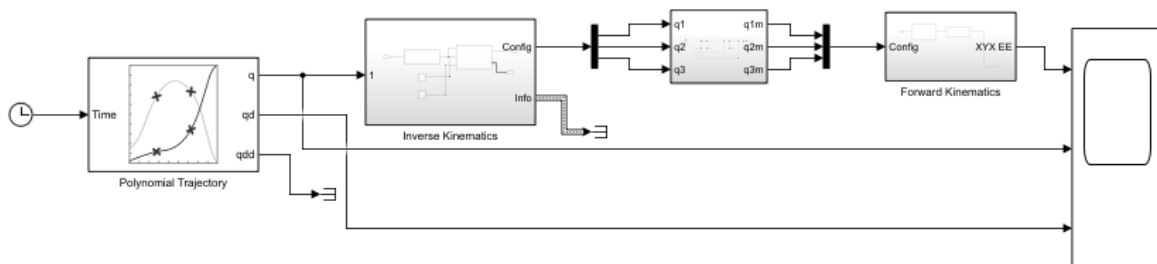 Time
q
qd
qdd
Polynomial Trajectory
1
Config
Info
Inverse Kinematics
q1
q2
q3
q1m
q2m
q3m
Config
XYX EE
Forward Kinematics